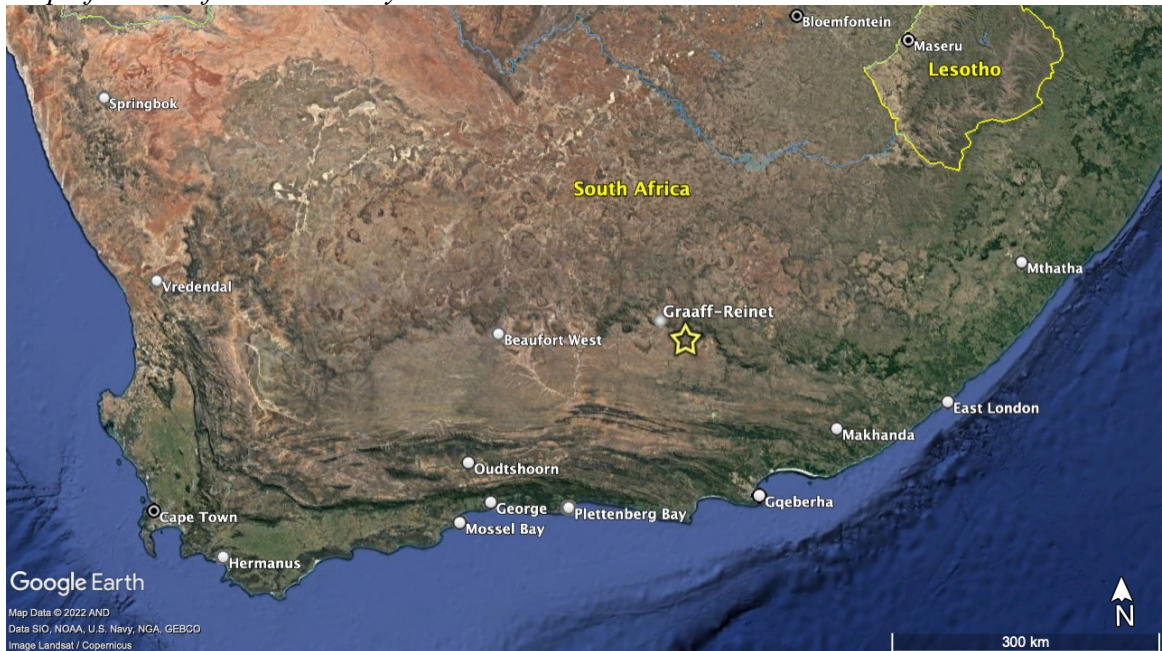 Bloemfontein
Maseru
Lesotho
Springbok
South Africa
Mthatha
Vredendal
Graaff-Reinet
Beaufort West
East London
Makhanda
Oudtshoorn
Gqeberha
George
Plettenberg Bay
Cape Town
Mossel Bay
Hermanus
Google Earth
Map Data © 2022 AND
Data SIO, NOAA, U.S. Navy, NGA, GEBCO
Image Landsat / Copernicus
N
300 km